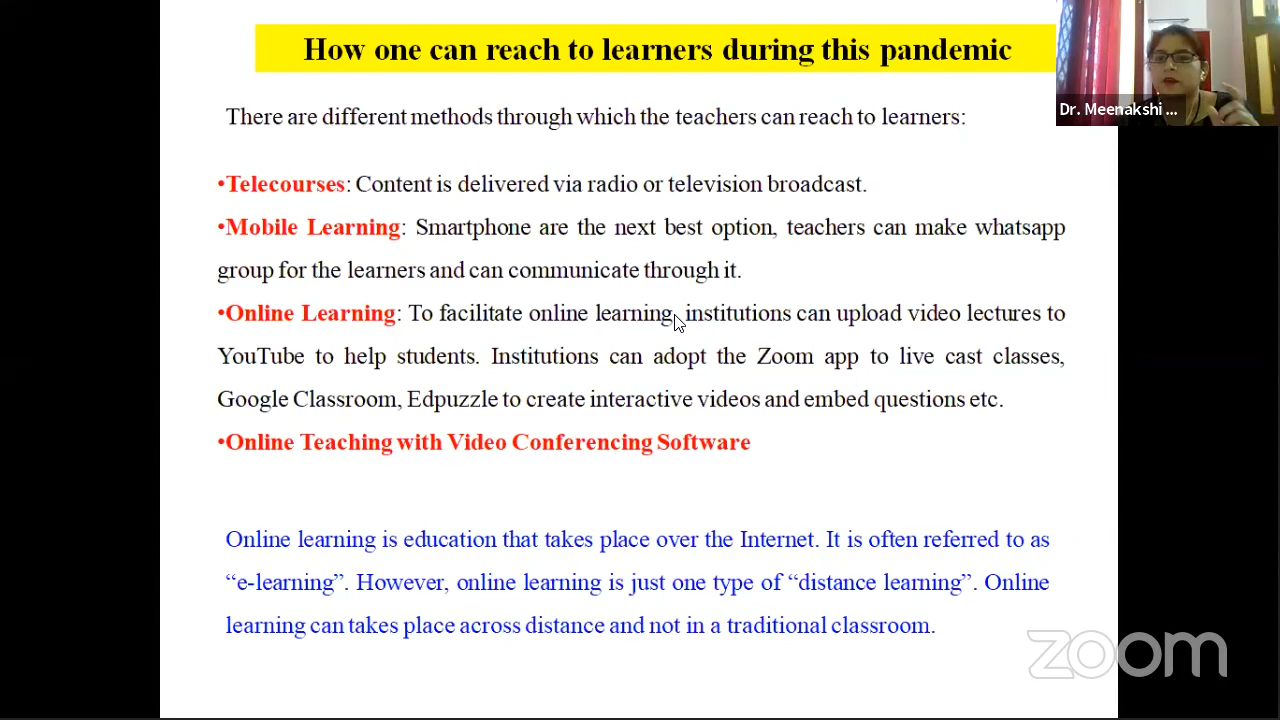 How one can reach to learners during this pandemic
Dr. Meenakshi ...
There are different methods through which the teachers can reach to learners:
•Telecourses: Content is delivered via radio or television broadcast.
•Mobile Learning: Smartphone are the next best option, teachers can make whatsapp
group for the learners and can communicate through it.
•Online Learning: To facilitate online learning, institutions can upload video lectures to
YouTube to help students. Institutions can adopt the Zoom app to live cast classes,
Google Classroom, Edpuzzle to create interactive videos and embed questions etc.
•Online Teaching with Video Conferencing Software
Online learning is education that takes place over the Internet. It is often referred to as
“e-learning”. However, online learning is just one type of “distance learning”. Online
learning can takes place across distance and not in a traditional classroom.
zoom